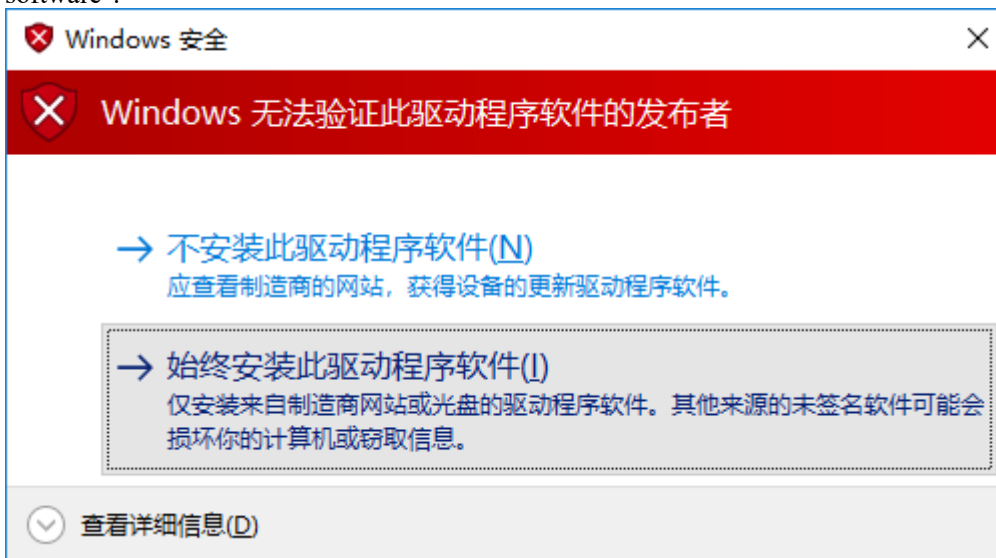 Windows 安全
Windows 无法验证此驱动程序软件的发布者
→ 不安装此驱动程序软件(N)
应查看制造商的网站，获得设备的更新驱动程序软件。
→ 始终安装此驱动程序软件(I)
仅安装来自制造商网站或光盘的驱动程序软件。其他来源的未签名软件可能会
损坏你的计算机或窃取信息。
查看详细信息(D)